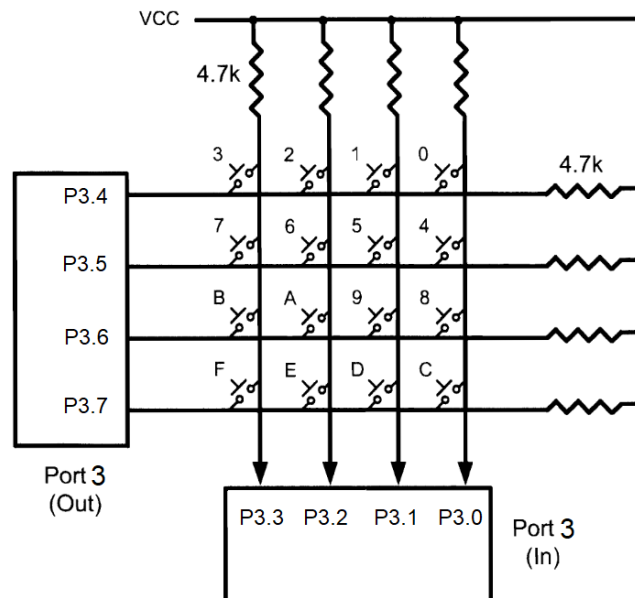 VCC
4.7k
3 2 1 0
4.7k
P3.4
7 6 5 4
P3.5
B A 9 8
P3.6
F E D C
P3.7
Port 3
(Out)
P3.3 P3.2 P3.1 P3.0
Port 3
(In)